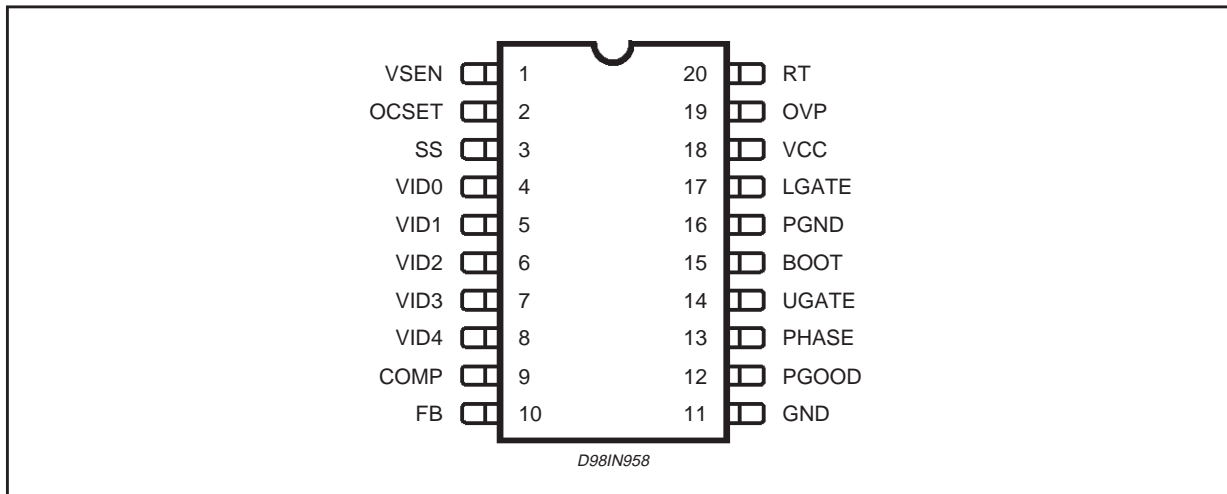 VSEN 1 20 RT
OCSET 2 19 OVP
SS 3 18 VCC
VID0 4 17 LGATE
VID1 5 16 PGND
VID2 6 15 BOOT
VID3 7 14 UGATE
VID4 8 13 PHASE
COMP 9 12 PGOOD
FB 10 11 GND
D98IN958